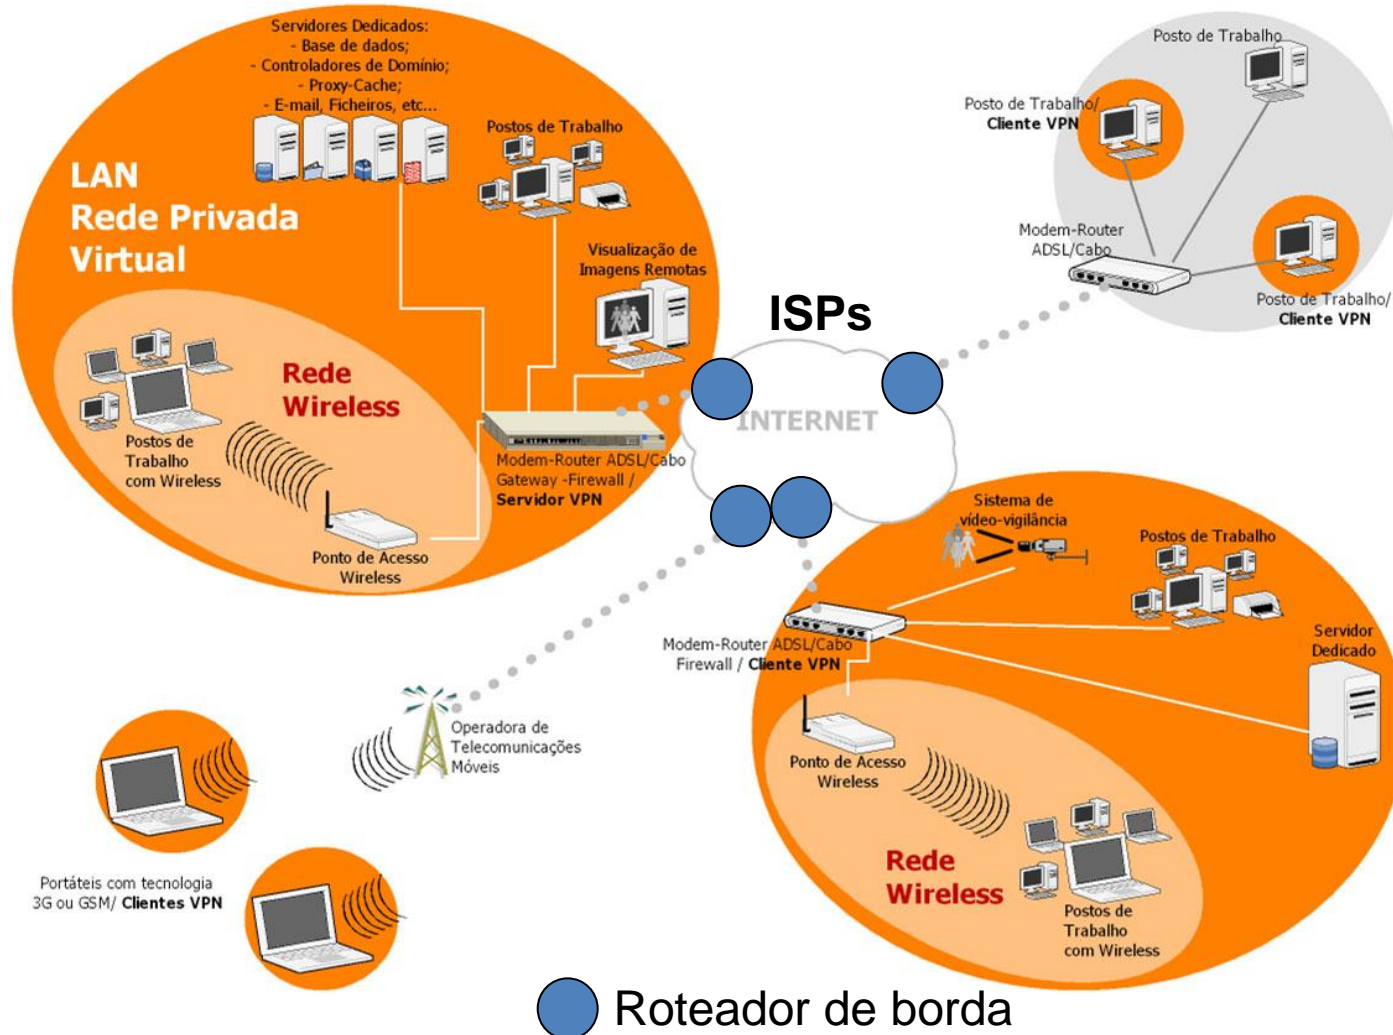 Servidores Dedicados:
- Base de dados;
- Controladores de Domínio;
- Proxy-Cache;
- E-mail, Ficheiros, etc...
Postos de Trabalho
LAN
Rede Privada
Virtual
Visualização de
Imagens Remotas
Rede
Wireless
Postos de
Trabalho
com Wireless
Ponto de Acesso
Wireless
Modem-Router ADSL/Cabo
Gateway -Firewall /
Servidor VPN
ISPs
INTERNET
Posto de Trabalho
Posto de Trabalho/
Cliente VPN
Modem-Router
ADSL/Cabo
Posto de Trabalho/
Cliente VPN
Sistema de
vídeo-vigilância
Postos de Trabalho
Servidor
Dedicado
Modem-Router ADSL/Cabo
Firewall / Cliente VPN
Ponto de Acesso
Wireless
Rede
Wireless
Postos de
Trabalho
com Wireless
Operadora de
Telecomunicações
Móveis
Portáteis com tecnologia
3G ou GSM/ Clientes VPN
Roteador de borda